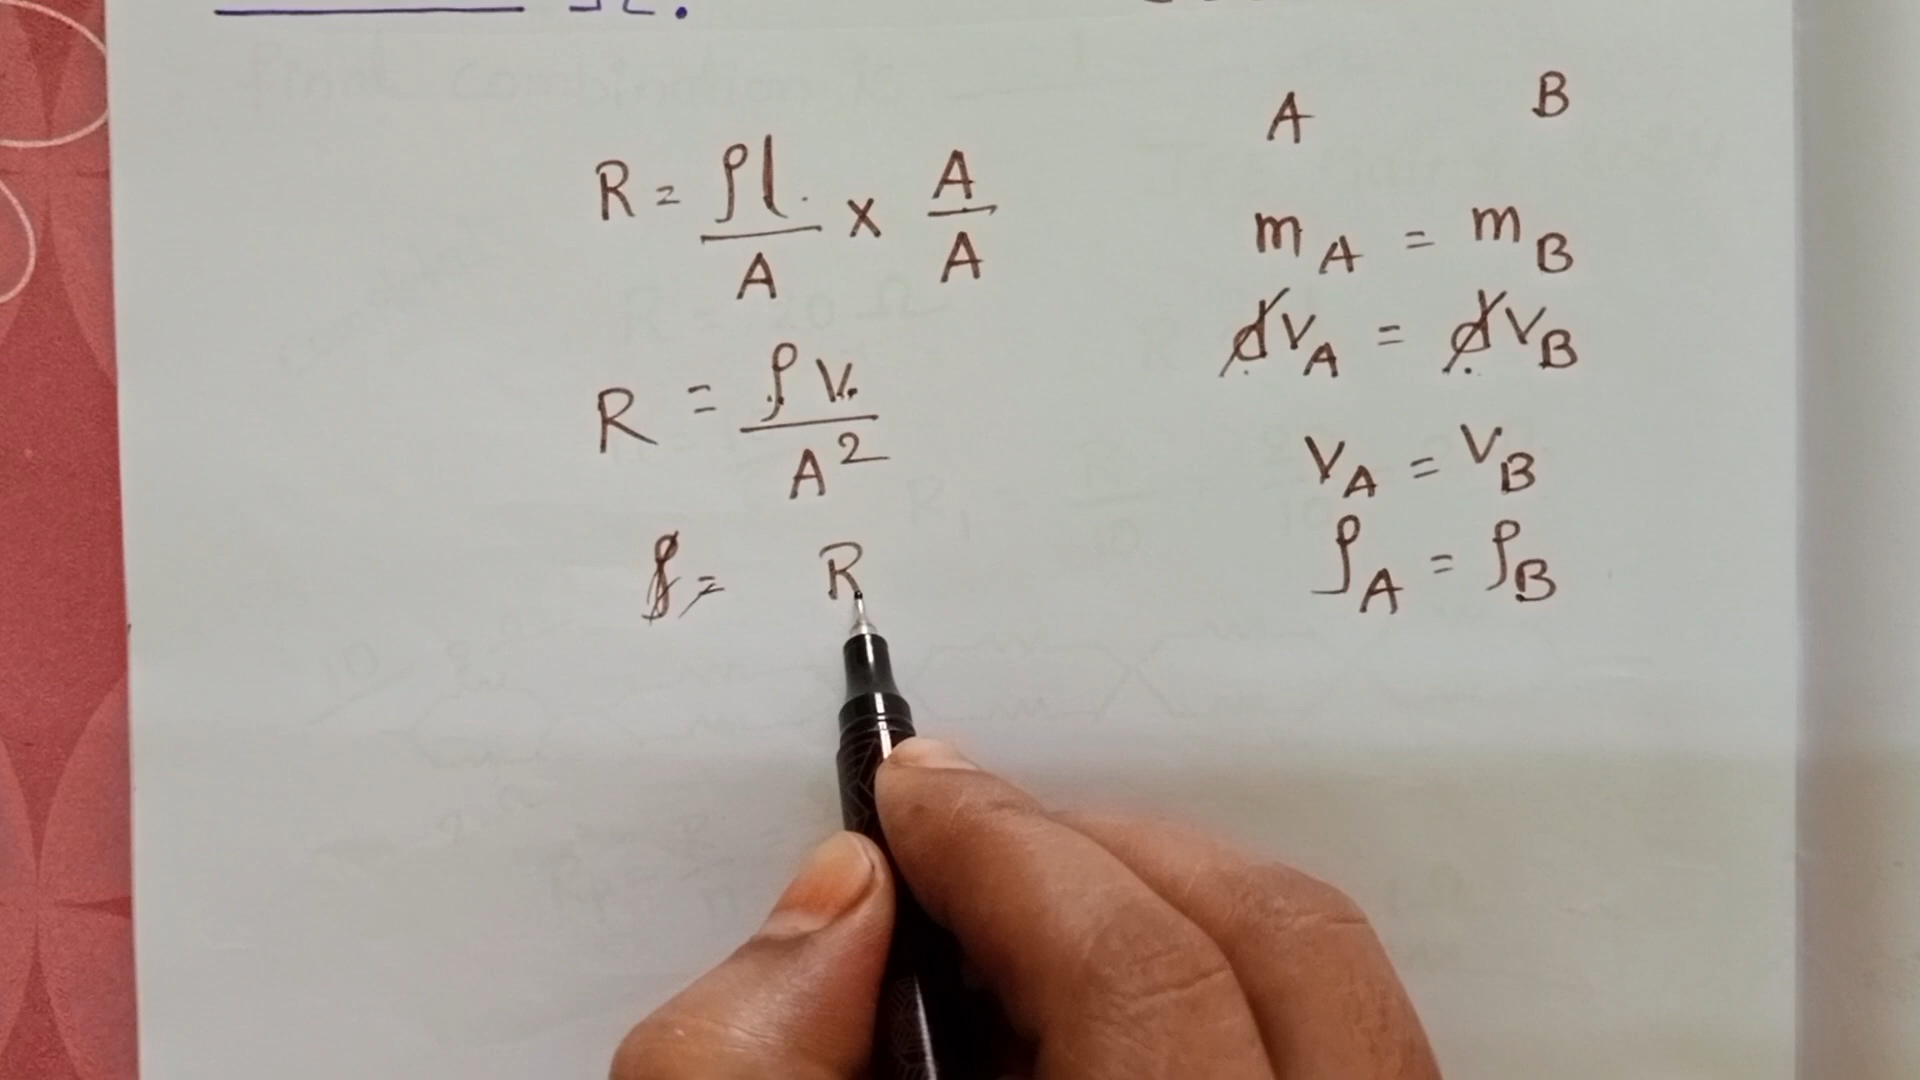 Ω.
R = ρl/A × A/A
R = ρV/A²
R
A B
m_A = m_B
dV_A = dV_B
V_A = V_B
ρ_A = ρ_B